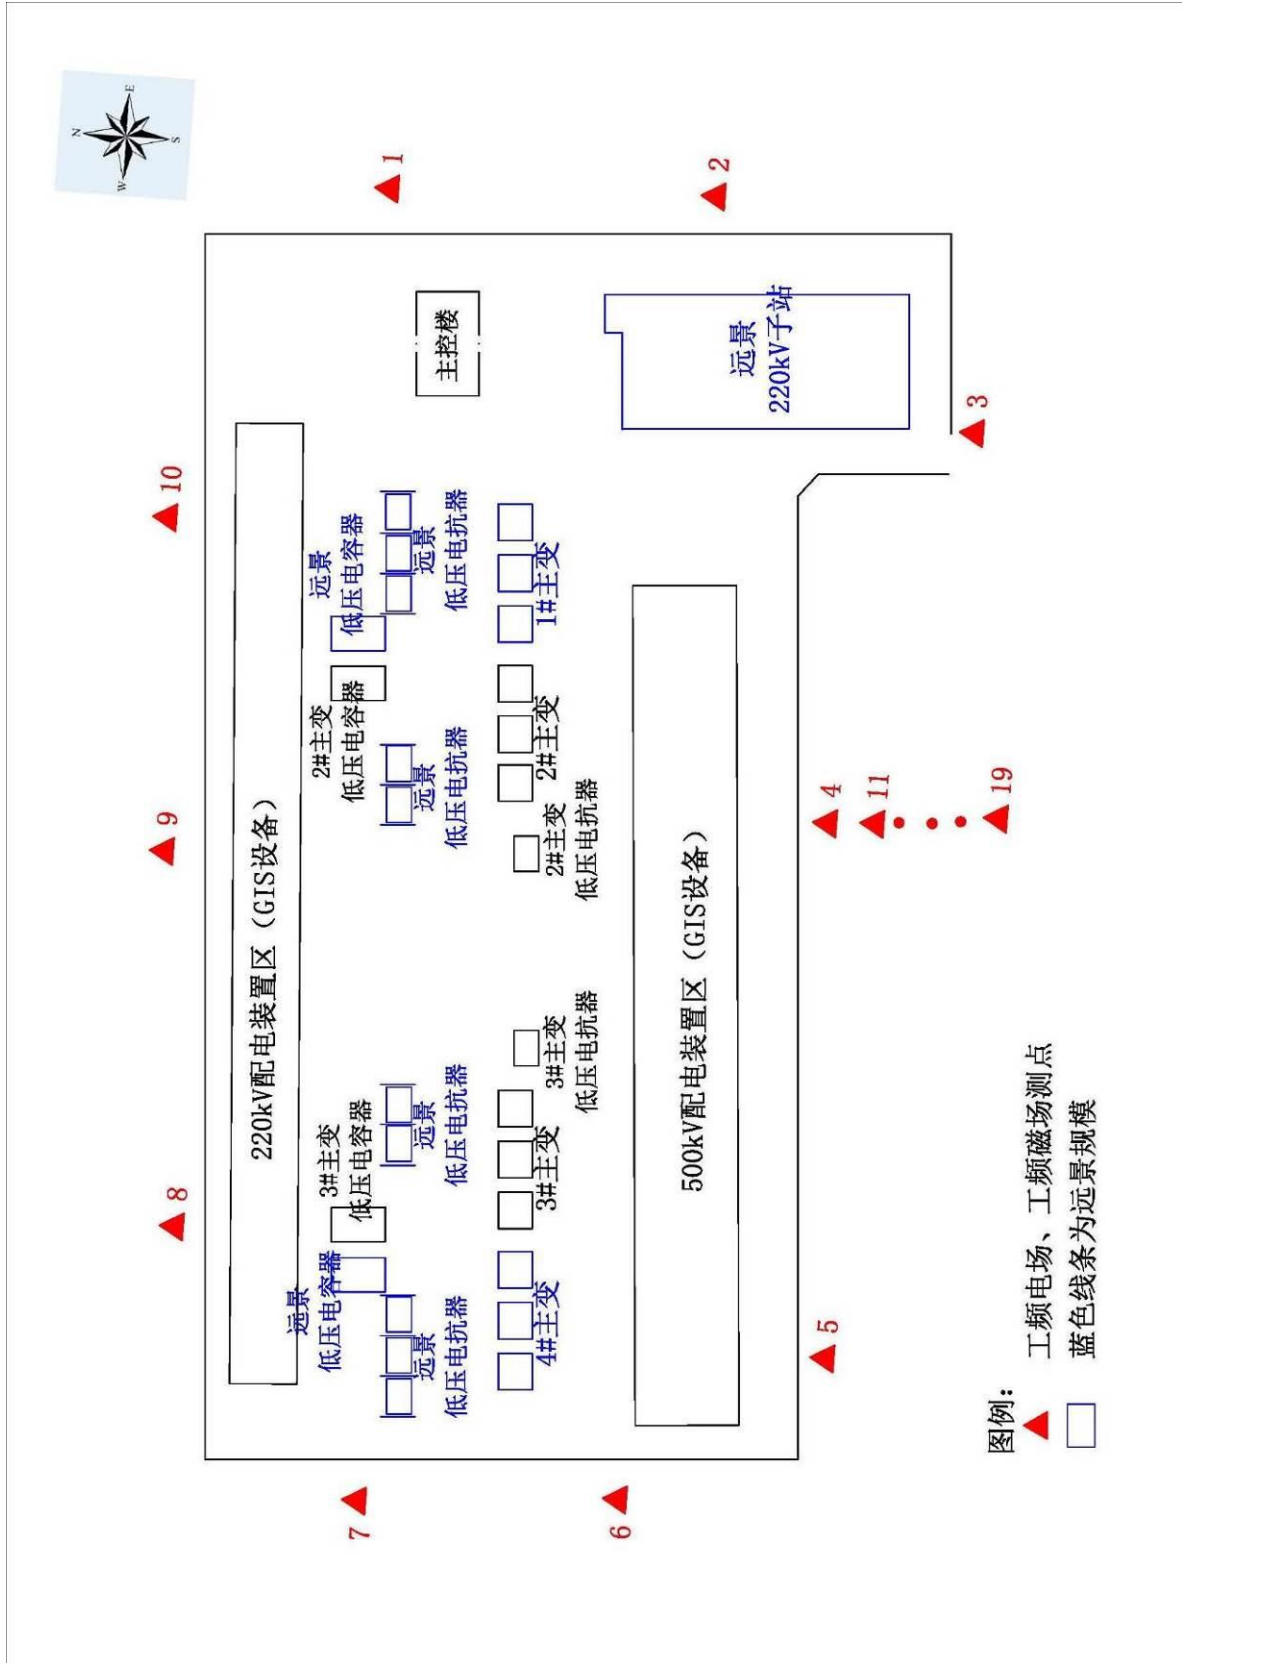 N
E
S
W
1
2
3
4
5
6
7
8
9
10
11
19
主控楼
远景
220kV子站
220kV配电装置区（GIS设备）
远景
低压电容器
2#主变
低压电容器
3#主变
低压电容器
远景
低压电容器
远景
低压电抗器
远景
低压电抗器
远景
低压电抗器
远景
低压电抗器
1#主变
2#主变
3#主变
4#主变
2#主变
低压电抗器
3#主变
低压电抗器
500kV配电装置区（GIS设备）
图例：
工频电场、工频磁场测点
蓝色线条为远景规模